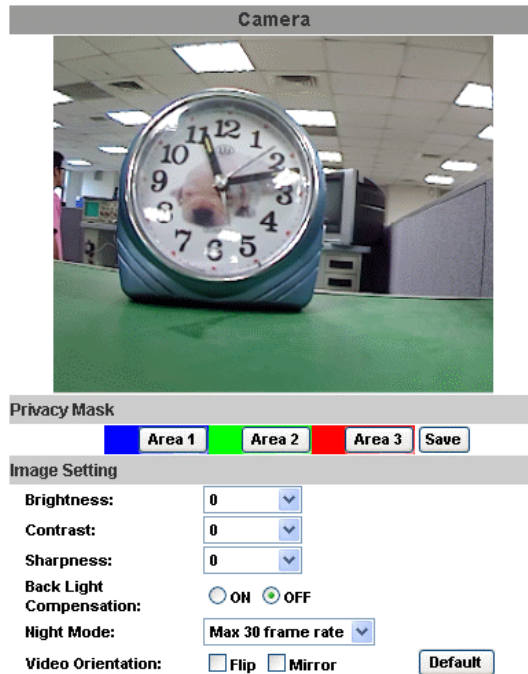 Camera
11 12 1
10 2
9 3
8 4
7 6 5
Privacy Mask
Area 1 Area 2 Area 3 Save
Image Setting
Brightness: 0
Contrast: 0
Sharpness: 0
Back Light
Compensation: ON OFF
Night Mode: Max 30 frame rate
Video Orientation: Flip Mirror Default